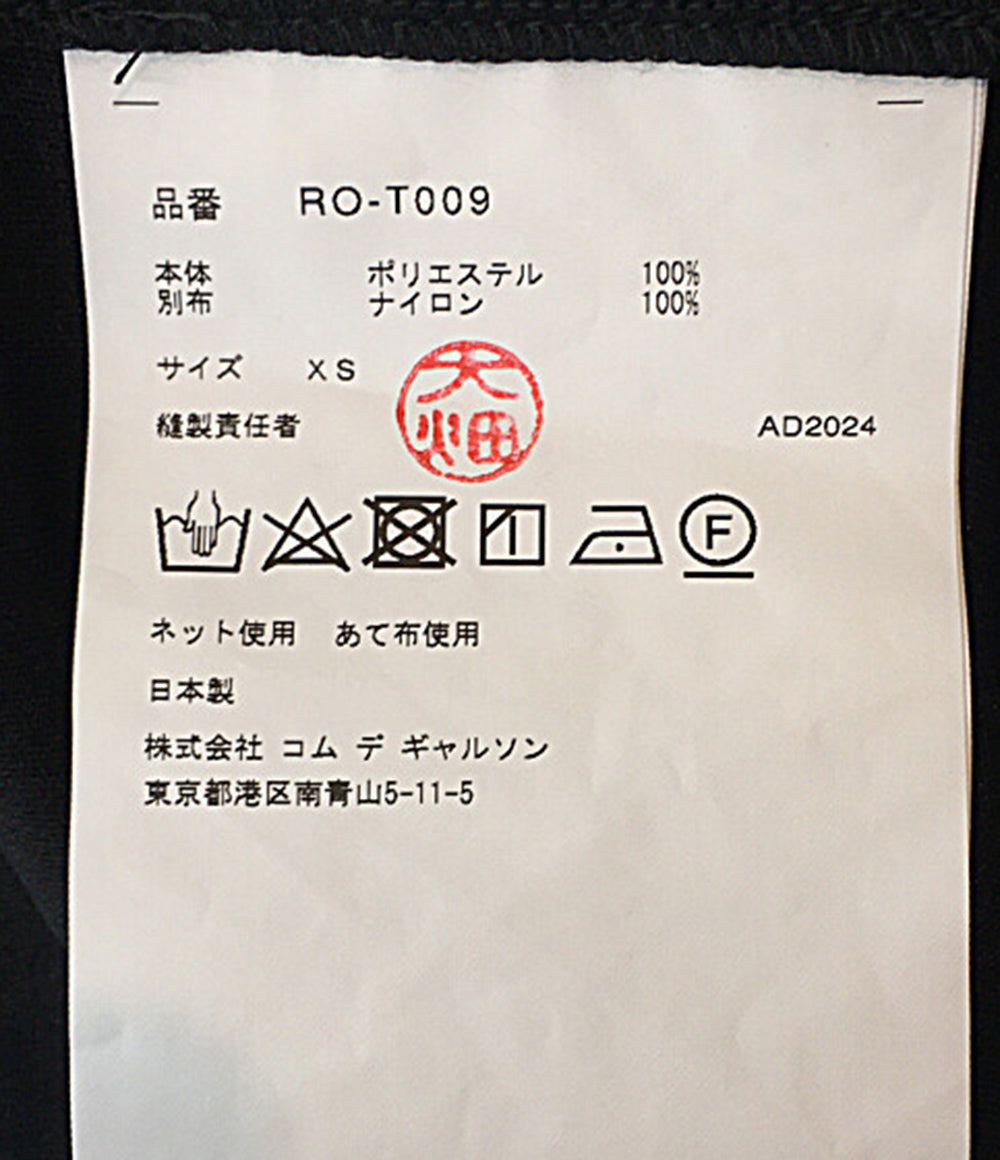 品番 RO-T009
本体 ポリエステル 100%
別布 ナイロン 100%
サイズ XS
大畑
縫製責任者 AD2024
F
ネット使用 あて布使用
日本製
株式会社 コム デ ギャルソン
東京都港区南青山5-11-5